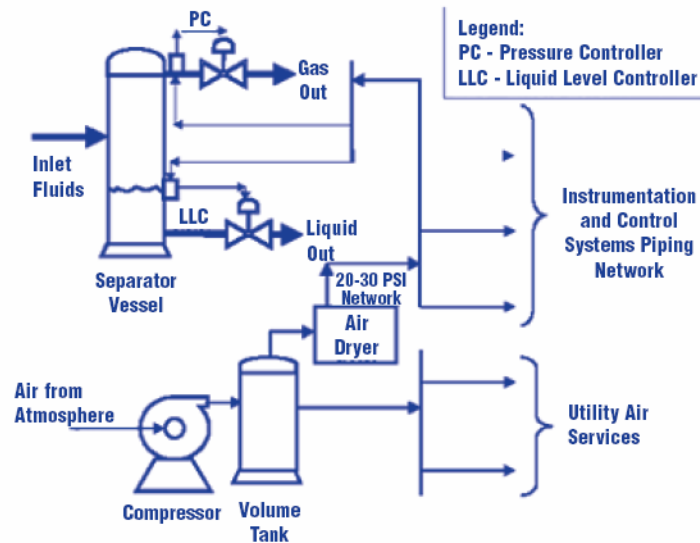 PC
Legend:
PC - Pressure Controller
LLC - Liquid Level Controller
Gas
Out
Inlet
Fluids
LLC
Liquid
Out
Instrumentation
and Control
Systems Piping
Network
Separator
Vessel
20-30 PSI
Network
Air
Dryer
Air from
Atmosphere
Utility Air
Services
Compressor
Volume
Tank